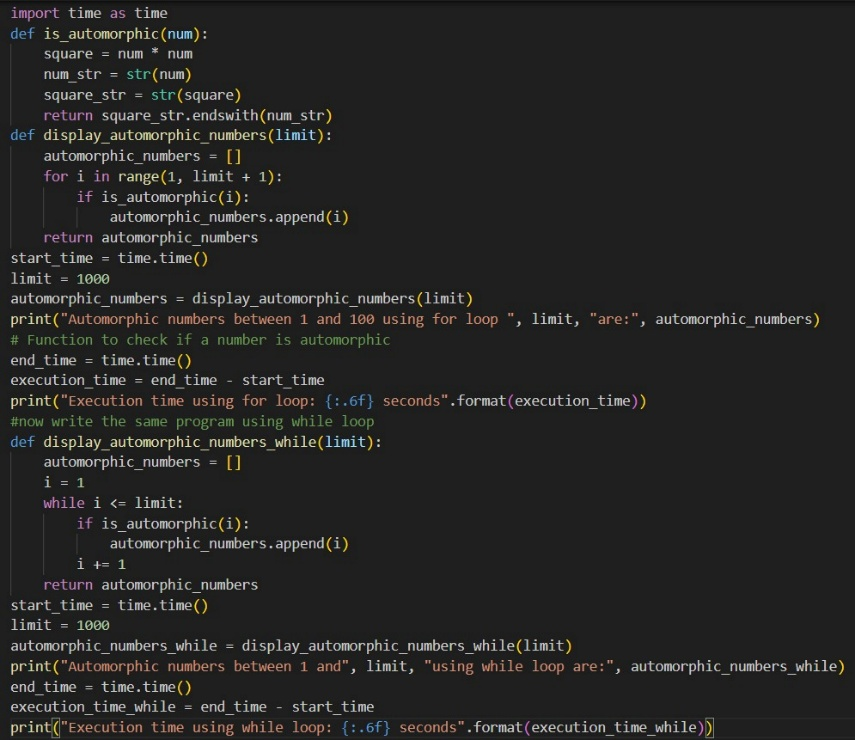 import time as time
def is_automorphic(num):
    square = num * num
    num_str = str(num)
    square_str = str(square)
    return square_str.endswith(num_str)
def display_automorphic_numbers(limit):
    automorphic_numbers = []
    for i in range(1, limit + 1):
        if is_automorphic(i):
            automorphic_numbers.append(i)
    return automorphic_numbers
start_time = time.time()
limit = 1000
automorphic_numbers = display_automorphic_numbers(limit)
print("Automorphic numbers between 1 and 100 using for loop ", limit, "are:", automorphic_numbers)
# Function to check if a number is automorphic
end_time = time.time()
execution_time = end_time - start_time
print("Execution time using for loop: {:.6f} seconds".format(execution_time))
#now write the same program using while loop
def display_automorphic_numbers_while(limit):
    automorphic_numbers = []
    i = 1
    while i <= limit:
        if is_automorphic(i):
            automorphic_numbers.append(i)
        i += 1
    return automorphic_numbers
start_time = time.time()
limit = 1000
automorphic_numbers_while = display_automorphic_numbers_while(limit)
print("Automorphic numbers between 1 and", limit, "using while loop are:", automorphic_numbers_while)
end_time = time.time()
execution_time_while = end_time - start_time
print("Execution time using while loop: {:.6f} seconds".format(execution_time_while))